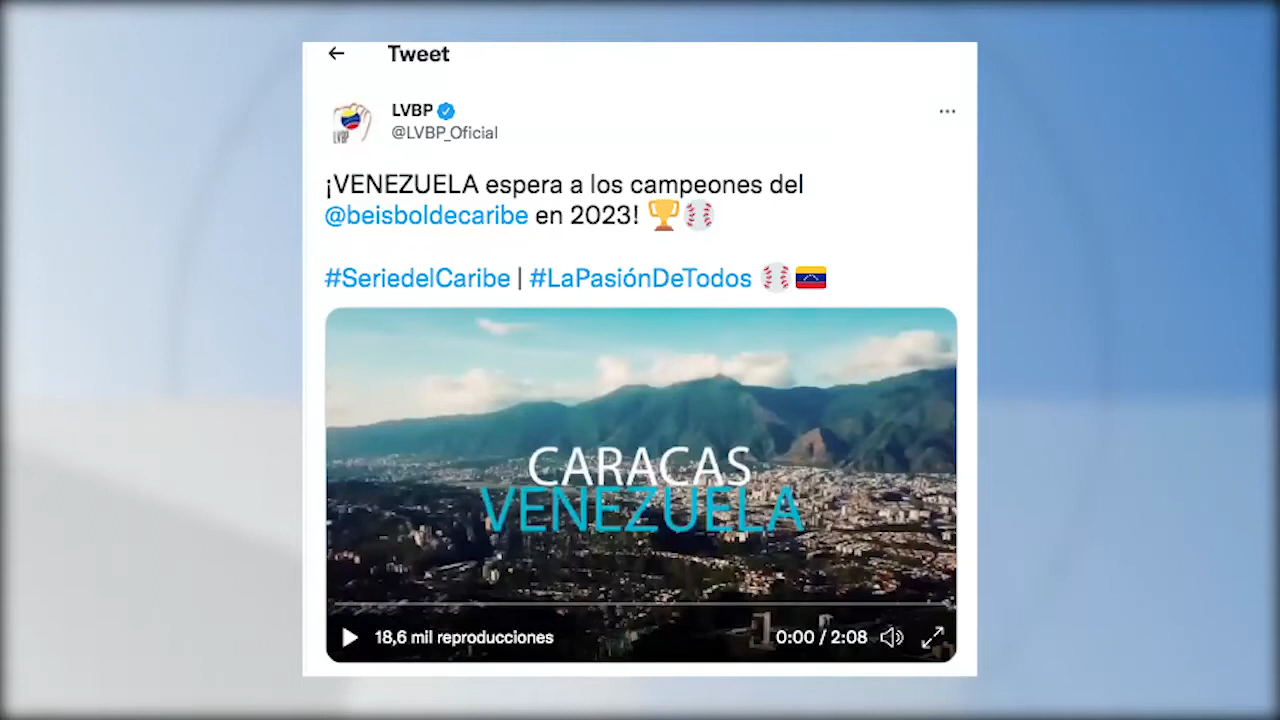 Tweet
LVBP
@LVBP_Oficial
LVBP
¡VENEZUELA espera a los campeones del
@beisboldecaribe en 2023! 🏆⚾
#SeriedelCaribe | #LaPasiónDeTodos ⚾🇻🇪
CARACAS
VENEZUELA
18,6 mil reproducciones
0:00 / 2:08